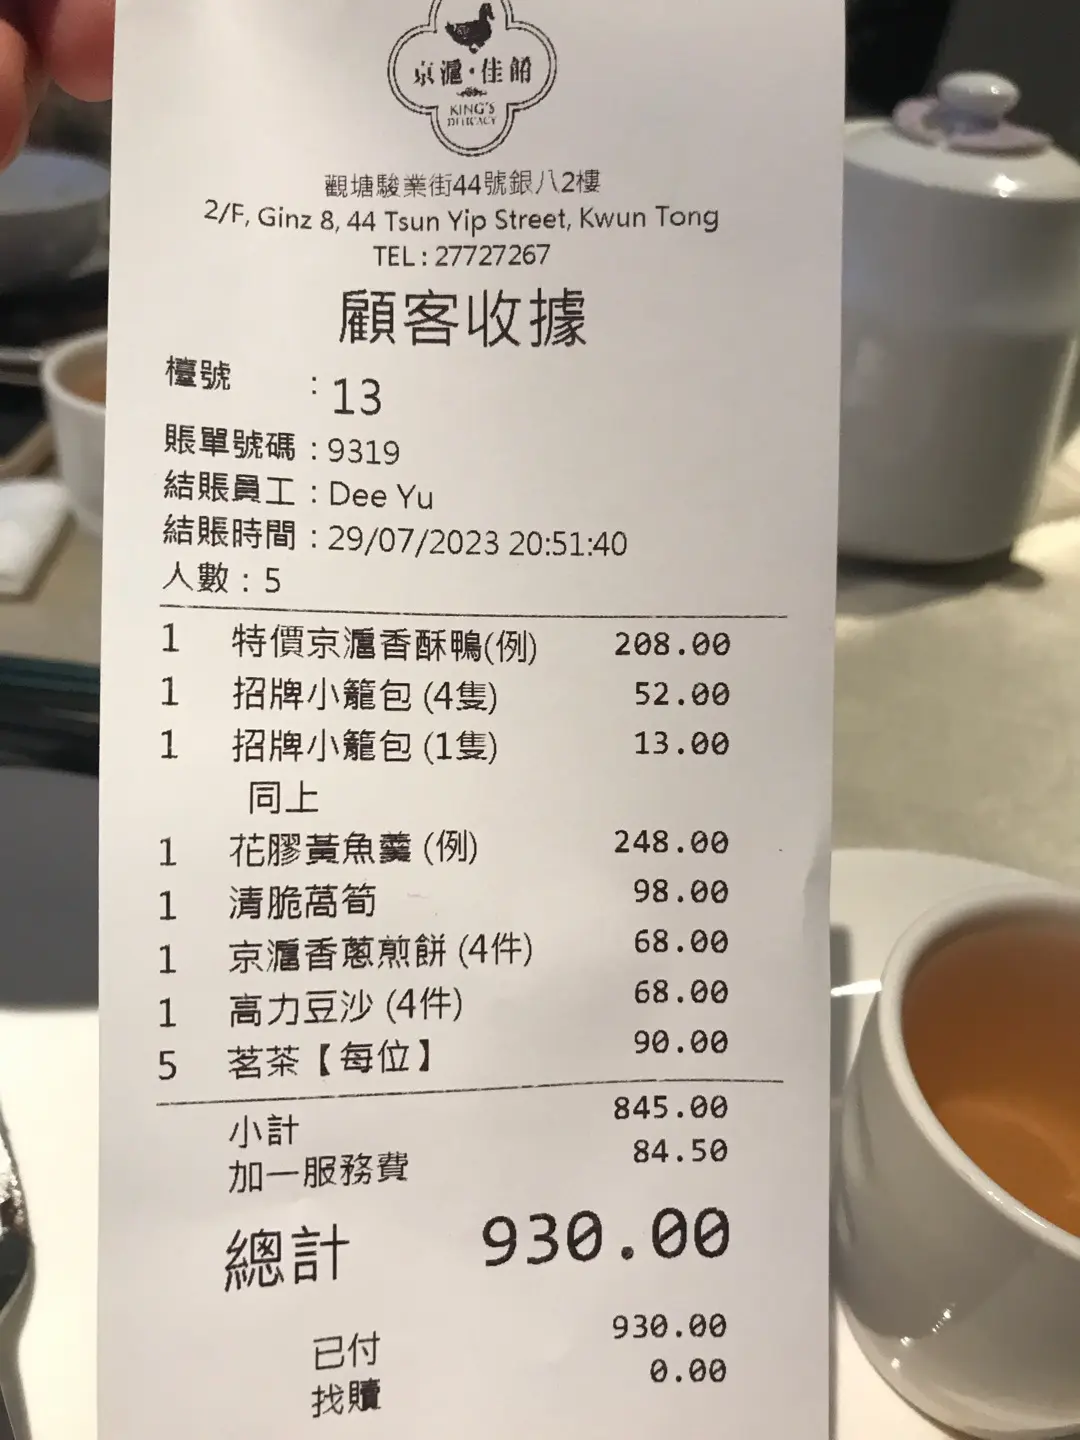 京滬·佳餚
KING'S
DELICACY
觀塘駿業街44號銀八2樓
2/F, Ginz 8, 44 Tsun Yip Street, Kwun Tong
TEL : 27727267
顧客收據
檯號 : 13
賬單號碼 : 9319
結賬員工 : Dee Yu
結賬時間 : 29/07/2023 20:51:40
人數 : 5
1 特價京滬香酥鴨(例) 208.00
1 招牌小籠包 (4隻) 52.00
1 招牌小籠包 (1隻) 13.00
同上
1 花膠黃魚羹 (例) 248.00
1 清脆萵筍 98.00
1 京滬香蔥煎餅 (4件) 68.00
1 高力豆沙 (4件) 68.00
5 茗茶【每位】 90.00
小計 845.00
加一服務費 84.50
總計 930.00
已付 930.00
找贖 0.00